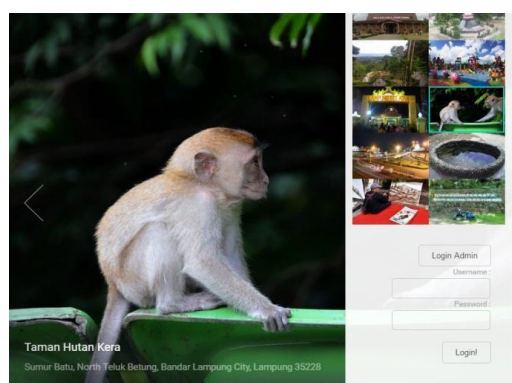 Taman Hutan Kera
Sumur Batu, North Teluk Betung, Bandar Lampung City, Lampung 35228
Login Admin
Username :
Password :
Login!